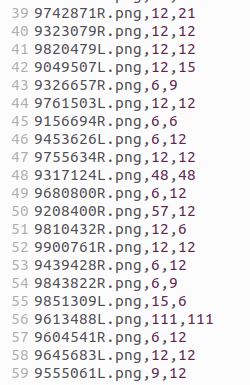 39 9742871R.png,12,21
40 9323079R.png,12,12
41 9820479L.png,12,12
42 9049507L.png,12,15
43 9326657R.png,6,9
44 9761503L.png,12,12
45 9156694R.png,6,6
46 9453626L.png,6,12
47 9755634R.png,12,12
48 9317124L.png,48,48
49 9680800R.png,6,12
50 9208400R.png,57,12
51 9810432R.png,12,6
52 9900761R.png,12,12
53 9439428R.png,6,12
54 9843822R.png,6,9
55 9851309L.png,15,6
56 9613488L.png,111,111
57 9604541R.png,6,12
58 9645683L.png,12,12
59 9555061L.png,9,12